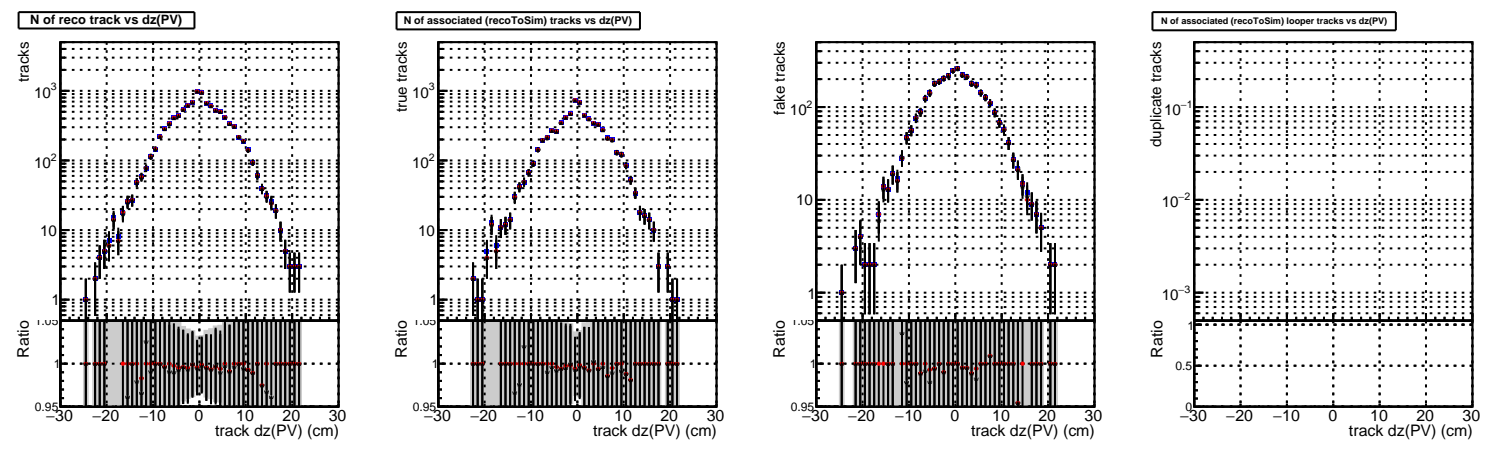 N of reco track vs dz(PV)
tracks
10³
10²
10
1
Ratio
1.05
1
0.95
−30 −20 −10 0 10 20 30
track dz(PV) (cm)
N of associated (recoToSim) tracks vs dz(PV)
true tracks
10³
10²
10
1
Ratio
1.05
1
0.95
−30 −20 −10 0 10 20 30
track dz(PV) (cm)
fake tracks
10²
10
1
Ratio
1.05
1
0.95
−30 −20 −10 0 10 20 30
track dz(PV) (cm)
N of associated (recoToSim) looper tracks vs dz(PV)
duplicate tracks
10⁻¹
10⁻²
10⁻³
Ratio
1
0.5
0
−30 −20 −10 0 10 20 30
track dz(PV) (cm)